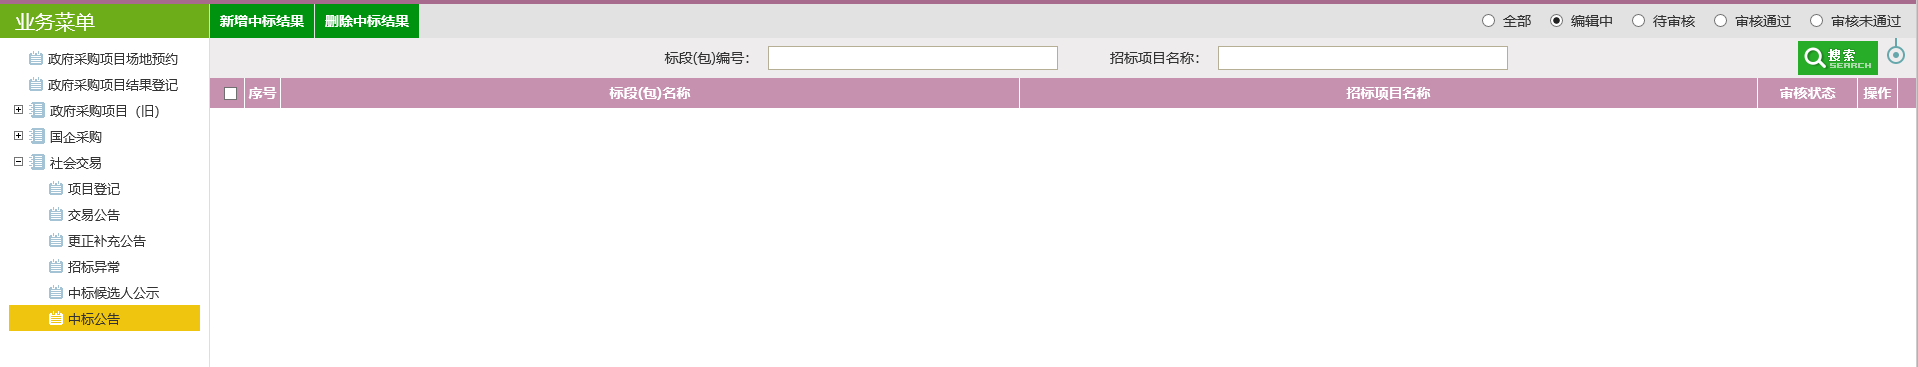 业务菜单
新增中标结果 删除中标结果 全部 编辑中 待审核 审核通过 审核未通过
标段(包)编号: 招标项目名称: 搜索 SEARCH
序号 标段(包)名称 招标项目名称 审核状态 操作
政府采购项目场地预约
政府采购项目结果登记
政府采购项目（旧）
国企采购
社会交易
项目登记
交易公告
更正补充公告
招标异常
中标候选人公示
中标公告